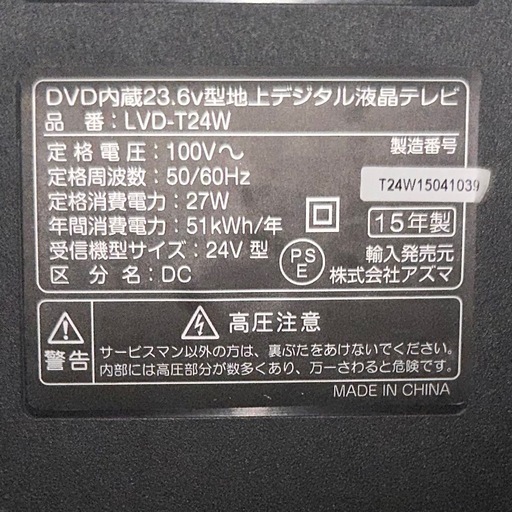 DVD内蔵23.6v型地上デジタル液晶テレビ
品番：LVD-T24W
製造番号
定格電圧：100V～
T24W15041039
定格周波数：50/60Hz
定格消費電力：27W
年間消費電力：51kWh/年
15年製
受信機型サイズ：24V型
PS
E
輸入発売元
区分名：DC
株式会社アズマ
警告
高圧注意
サービスマン以外の方は、裏ぶたをあけないでください。
内部には高圧部分が数多くあり、万一さわると危険です。
MADE IN CHINA